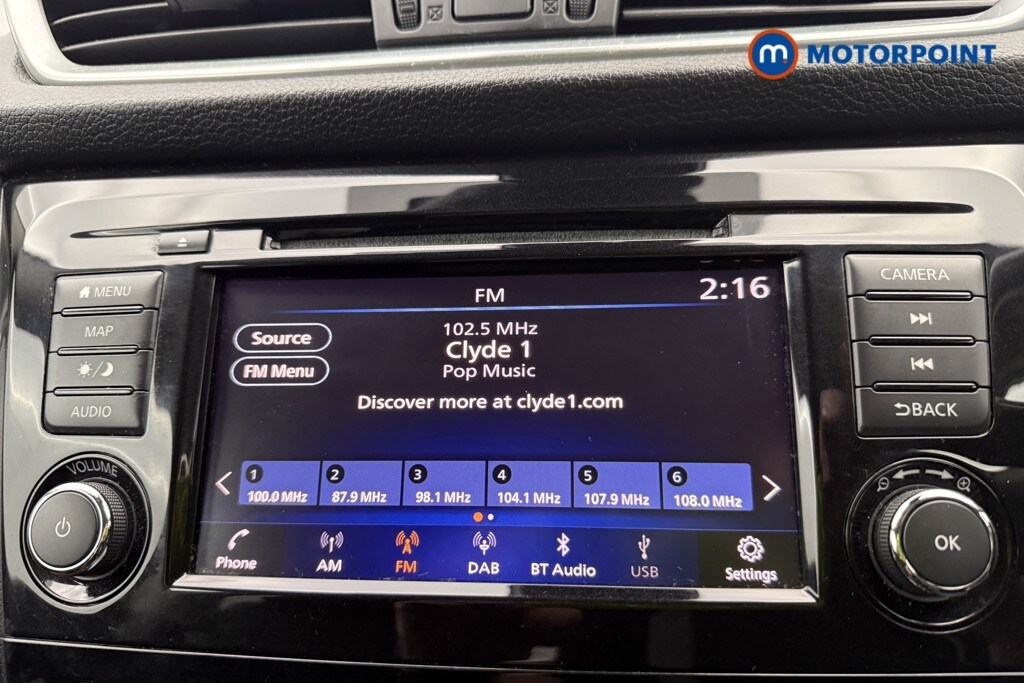 m MOTORPOINT
MENU
MAP
AUDIO
VOLUME
FM
2:16
Source
FM Menu
102.5 MHz
Clyde 1
Pop Music
Discover more at clyde1.com
1 2 3 4 5 6
100.0 MHz 87.9 MHz 98.1 MHz 104.1 MHz 107.9 MHz 108.0 MHz
Phone AM FM DAB BT Audio USB Settings
CAMERA
BACK
OK